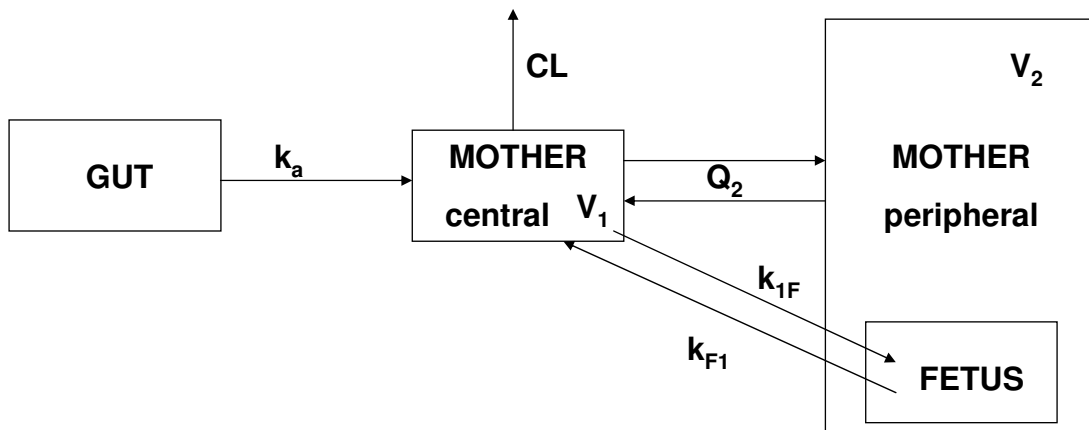 GUT
kₐ
CL
MOTHER
central V₁
Q₂
V₂
MOTHER
peripheral
k₁F
kF₁
FETUS